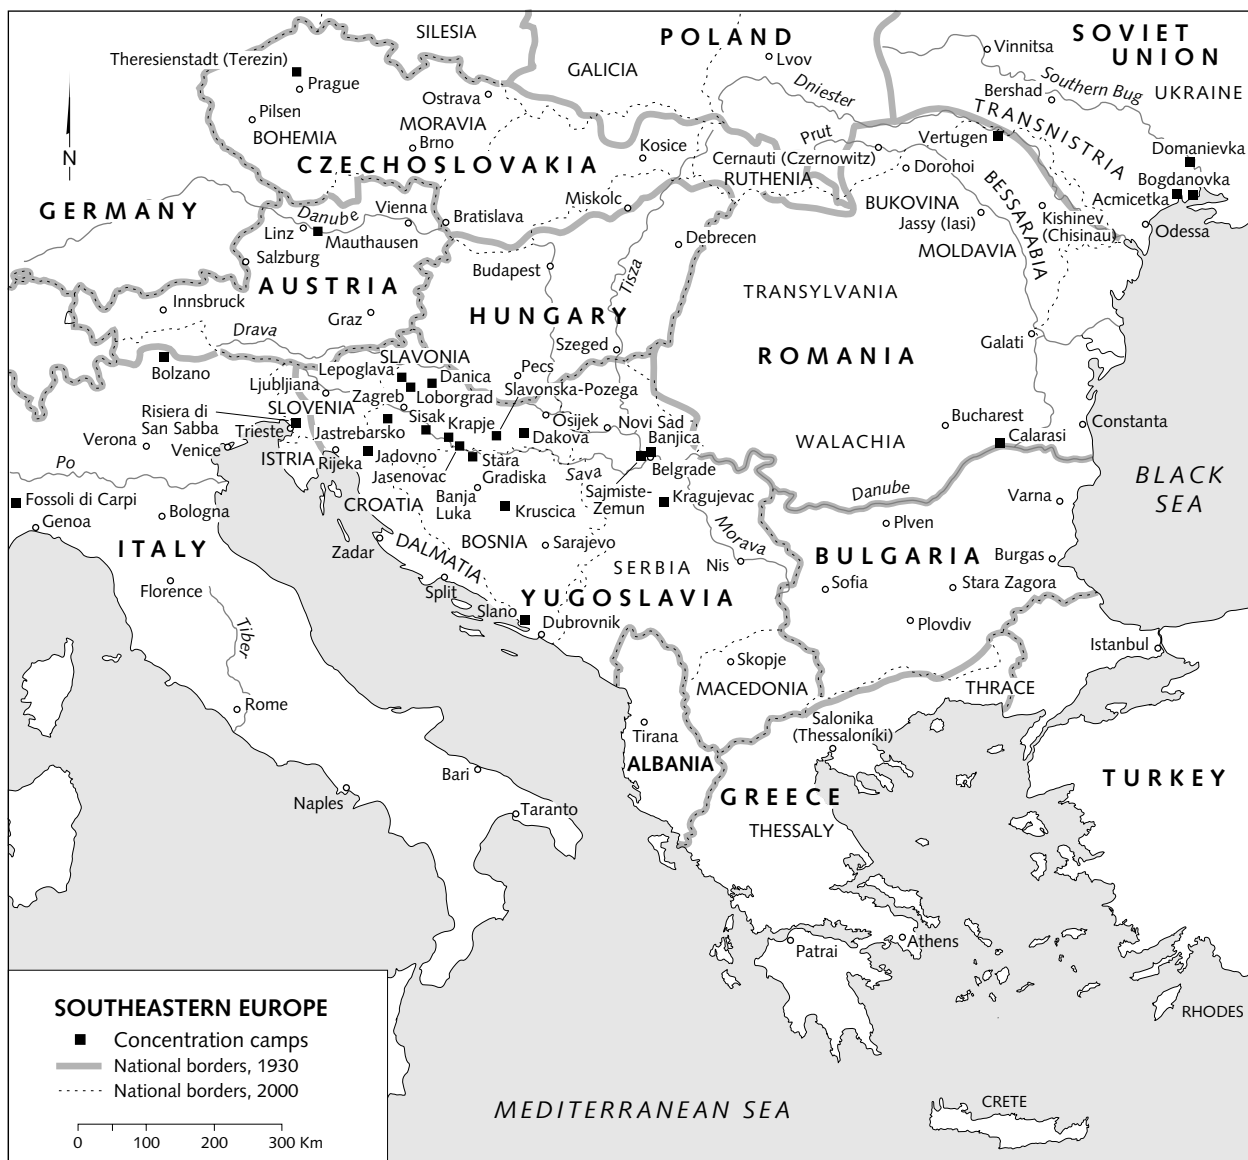 SILESIA
POLAND
SOVIET
UNION
Theresienstadt (Terezin)
GALICIA
Lvov
Vinnitsa
Prague
Ostrava
Dniester
Southern Bug
Bershad
UKRAINE
Pilsen
BOHEMIA
MORAVIA
Brno
Prut
TRANSNISTRIA
Vertugen
N
CZECHOSLOVAKIA
Kosice
Cernauti (Czernowitz)
RUTHENIA
Dorohoi
Domanievka
Bogdanovka
Acmicetka
GERMANY
Danube
Vienna
Bratislava
Miskolc
BUKOVINA
BESSARABIA
Jassy (Iasi)
Kishinev
(Chisinau)
Odessa
Linz
Mauthausen
Salzburg
Debrecen
MOLDAVIA
Budapest
Tisza
AUSTRIA
TRANSYLVANIA
Innsbruck
Graz
HUNGARY
Drava
Szeged
ROMANIA
Galati
Bolzano
SLAVONIA
Lepoglava
Danica
Pecs
Ljubljiana
Zagreb
Loborgrad
Slavonska-Pozega
SLOVENIA
Risiera di
San Sabba
Sisak
Krapje
Osijek
Novi Sad
Bucharest
Constanta
Verona
Trieste
Jastrebarsko
Dakova
Banjica
WALACHIA
Calarasi
Venice
ISTRIA
Rijeka
Jadovno
Jasenovac
Stara
Gradiska
Sava
Belgrade
Po
Fossoli di Carpi
Banja
Luka
Sajmiste-
Zemun
Kragujevac
Danube
Varna
BLACK
SEA
Genoa
Bologna
CROATIA
Kruscica
Plven
ITALY
Zadar
DALMATIA
BOSNIA
Sarajevo
Morava
SERBIA
Nis
BULGARIA
Burgas
Florence
Split
Sofia
Stara Zagora
Slano
YUGOSLAVIA
Dubrovnik
Tiber
Plovdiv
Istanbul
Skopje
MACEDONIA
THRACE
Rome
Tirana
Salonika
(Thessaloníki)
ALBANIA
Bari
TURKEY
Naples
Taranto
GREECE
THESSALY
Athens
Patrai
RHODES
SOUTHEASTERN EUROPE
Concentration camps
National borders, 1930
National borders, 2000
0 100 200 300 Km
MEDITERRANEAN SEA
CRETE